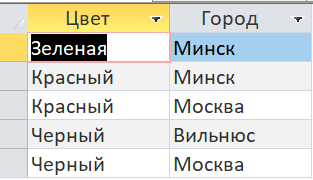 Цвет Город
Зеленая Минск
Красный Минск
Красный Москва
Черный Вильнюс
Черный Москва